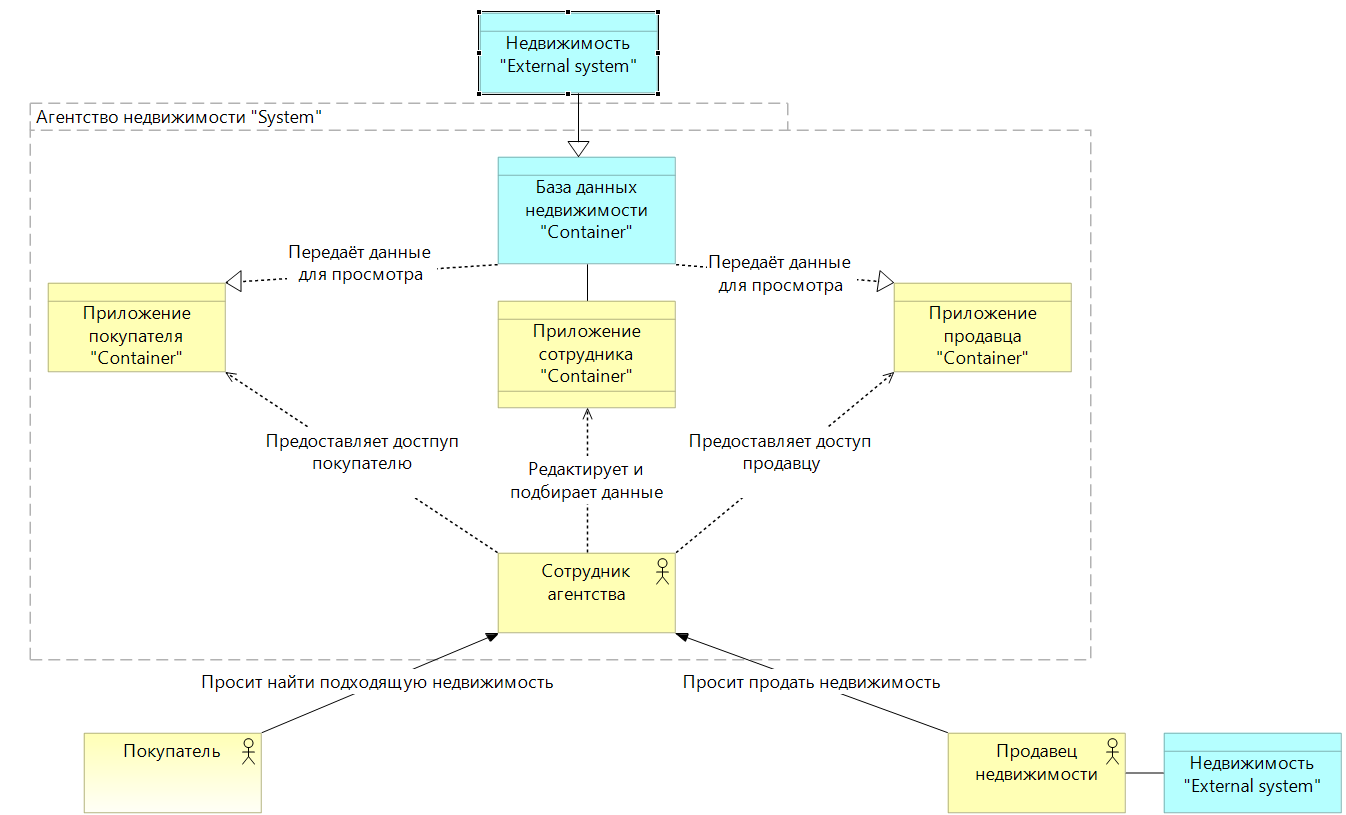 Недвижимость
"External system"
Агентство недвижимости "System"
База данных
недвижимости
"Container"
Передаёт данные
для просмотра
Передаёт данные
для просмотра
Приложение
покупателя
"Container"
Приложение
сотрудника
"Container"
Приложение
продавца
"Container"
Предоставляет достпуп
покупателю
Редактирует и
подбирает данные
Предоставляет доступ
продавцу
Сотрудник
агентства
Просит найти подходящую недвижимость
Просит продать недвижимость
Покупатель
Продавец
недвижимости
Недвижимость
"External system"